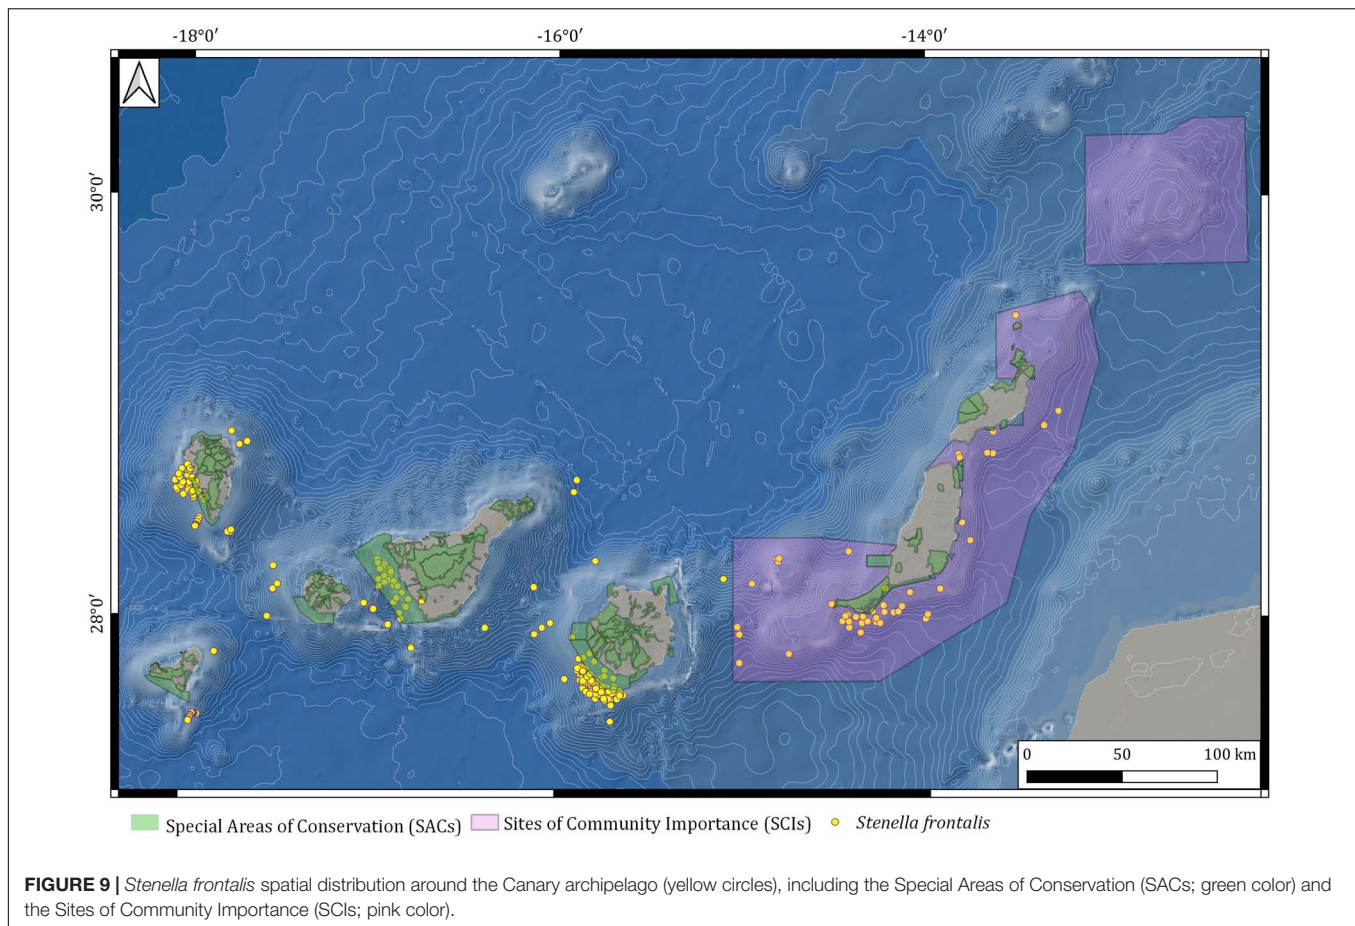 -18°0′ -16°0′ -14°0′
30°0′
28°0′
0 50 100 km
Special Areas of Conservation (SACs) Sites of Community Importance (SCIs) Stenella frontalis
FIGURE 9 | Stenella frontalis spatial distribution around the Canary archipelago (yellow circles), including the Special Areas of Conservation (SACs; green color) and
the Sites of Community Importance (SCIs; pink color).